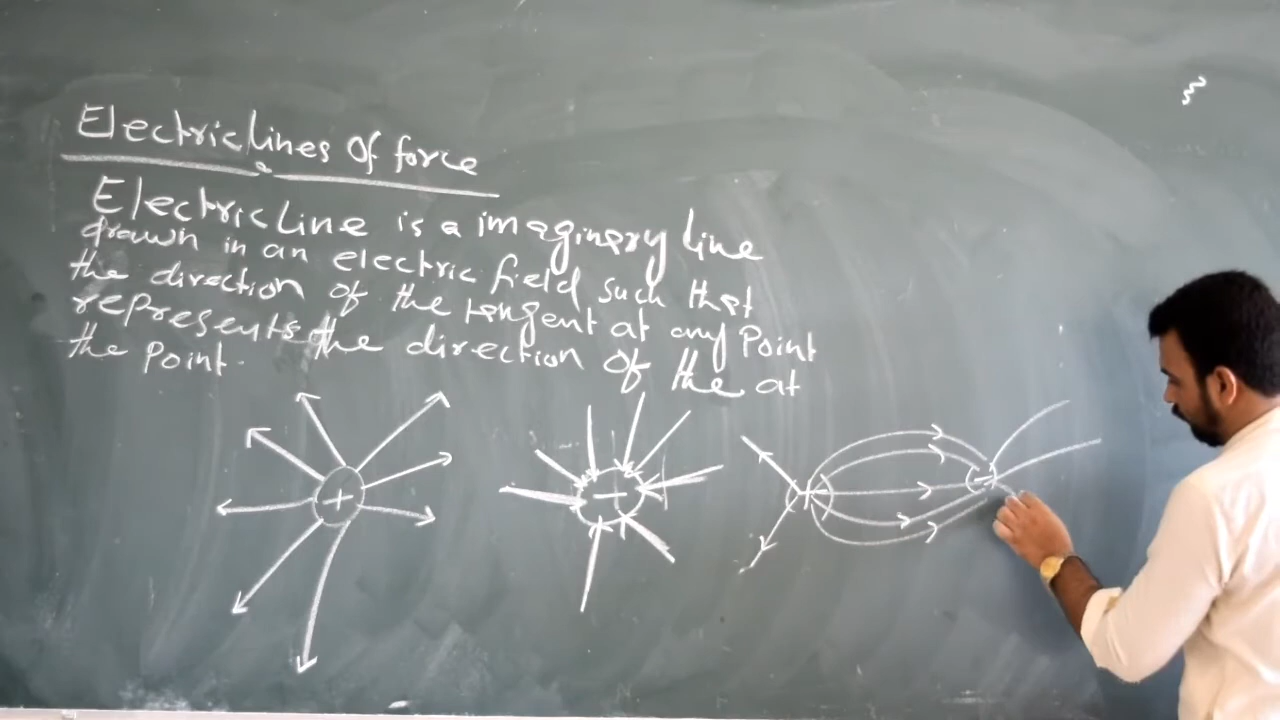 Electric lines of force
Electric Line is a imaginery line
drawn in an electric field such that
the direction of the tangent at any Point
represents the direction of the at
the Point.
+ − + −